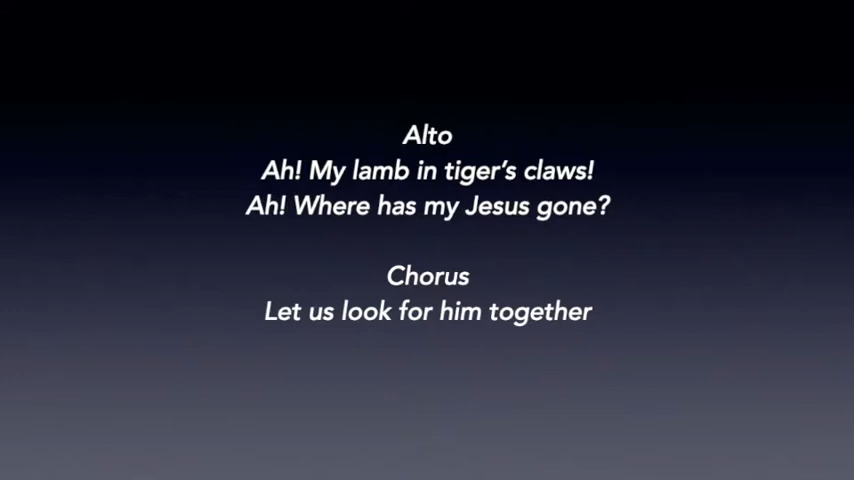 Alto
Ah! My lamb in tiger's claws!
Ah! Where has my Jesus gone?
Chorus
Let us look for him together